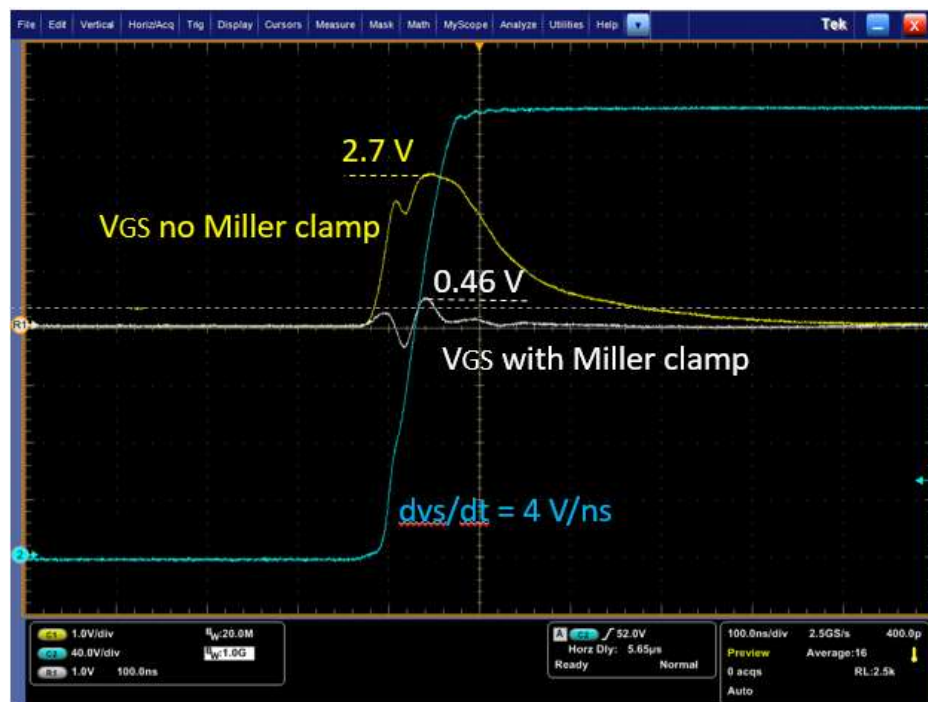 File Edit Vertical Horiz/Acq Trig Display Cursors Measure Mask Math MyScope Analyze Utilities Help Tek X
2.7 V
VGS no Miller clamp
0.46 V
R1
VGS with Miller clamp
dvs/dt = 4 V/ns
2
C1 1.0V/div BW:20.0M
C2 40.0V/div BW:1.0G
R1 1.0V 100.0ns
A C2 52.0V
Horz Dly: 5.65µs
Ready Normal
100.0ns/div 2.5GS/s 400.0p
Preview Average:16
0 acqs RL:2.5k
Auto